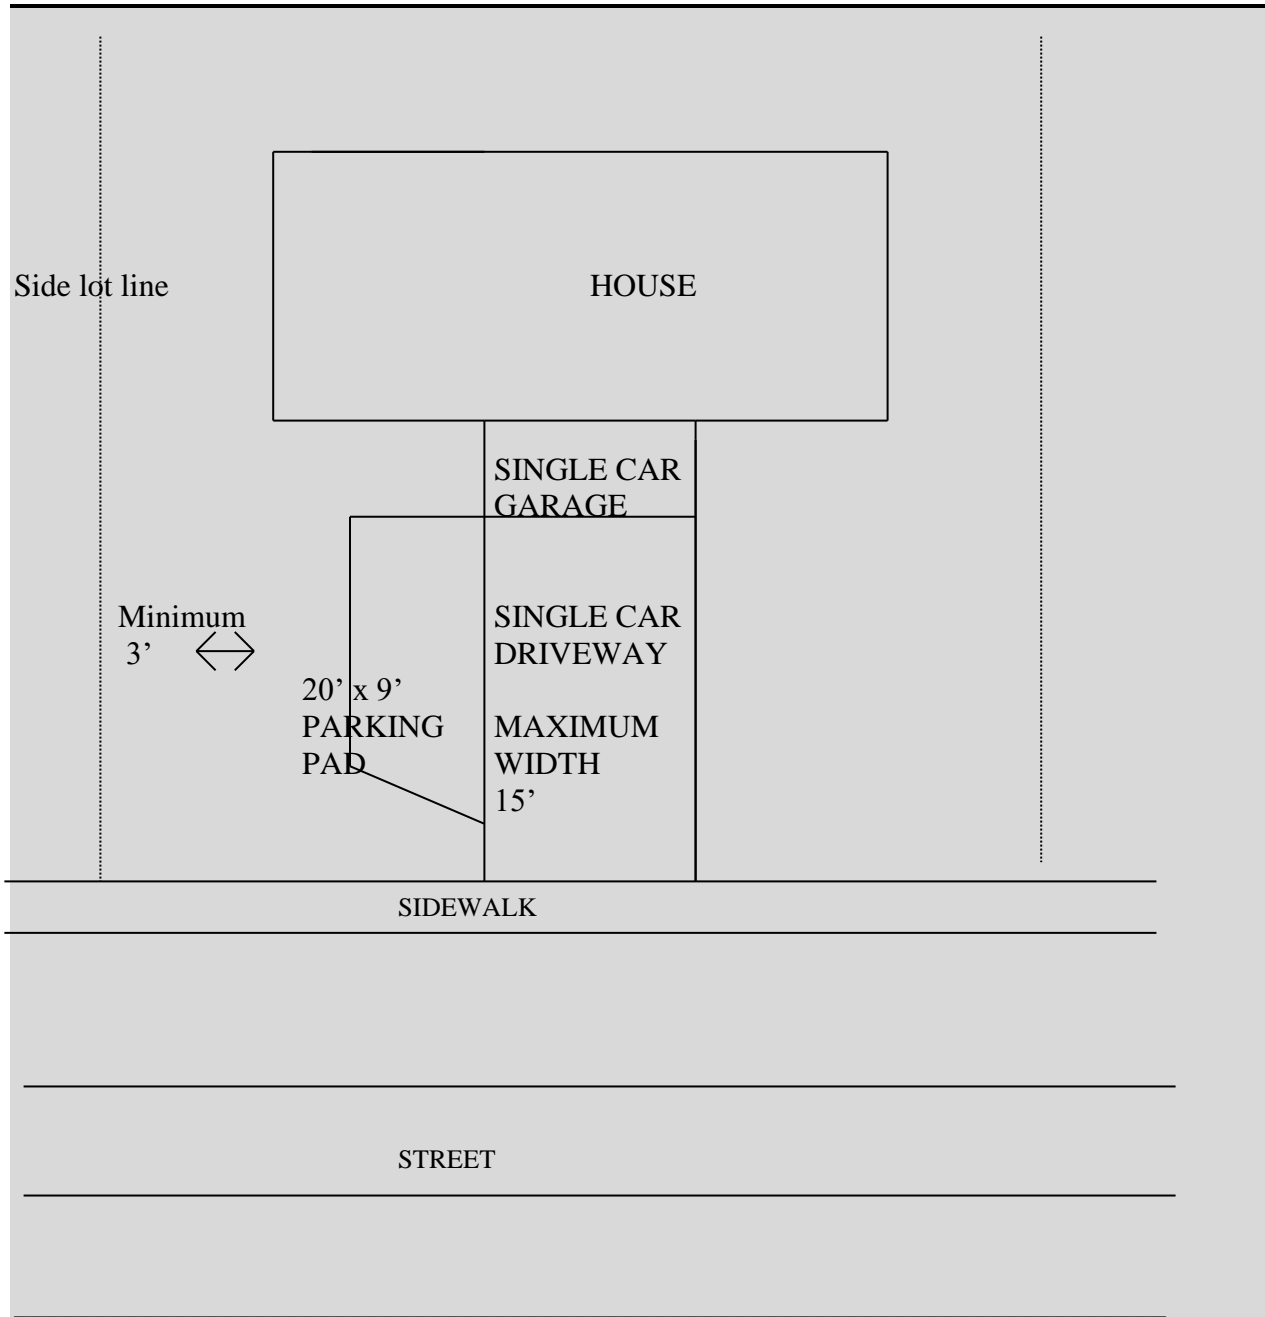 Side lot line
HOUSE
SINGLE CAR
GARAGE
Minimum
3’
SINGLE CAR
DRIVEWAY
20’ x 9’
PARKING
PAD
MAXIMUM
WIDTH
15’
SIDEWALK
STREET